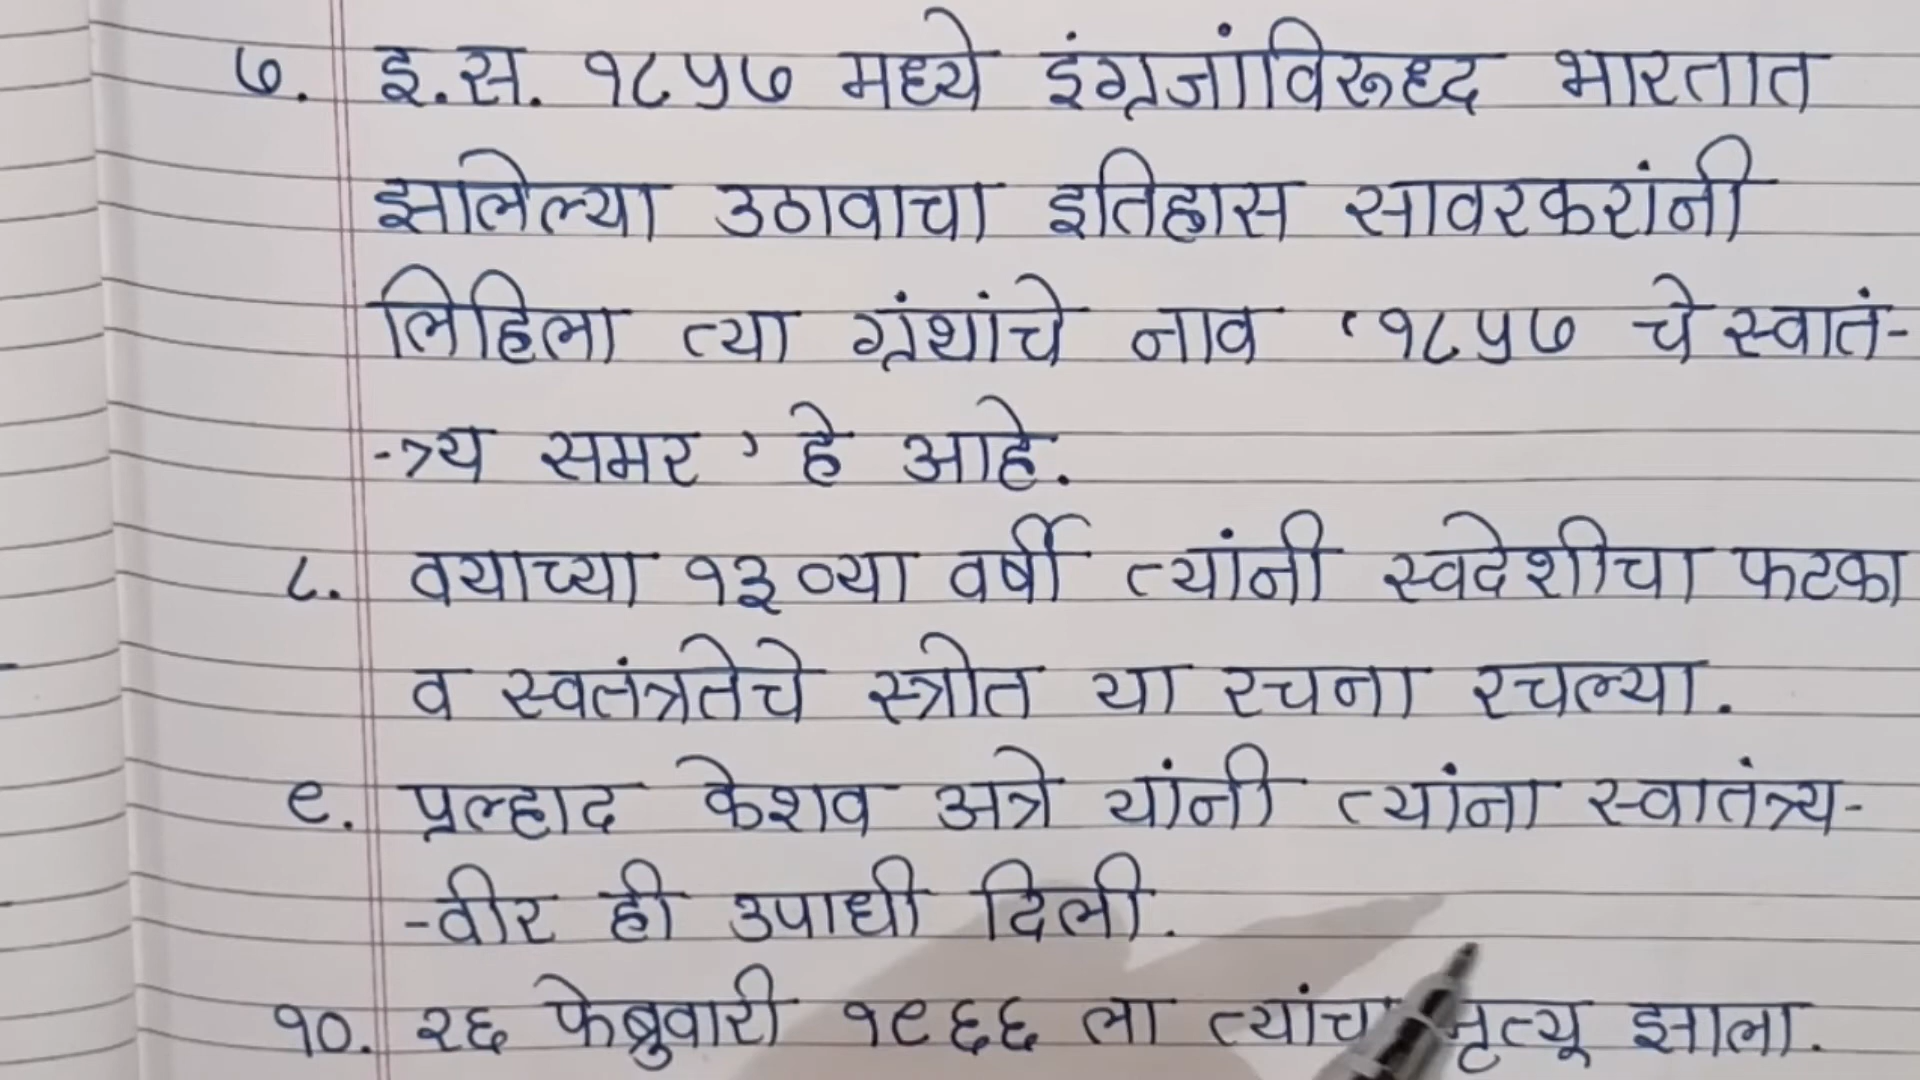 ७. इ.स. १८५७ मध्ये इंग्रजांविरूध्द भारतात
झालेल्या उठावाचा इतिहास सावरकरांनी
लिहिला त्या ग्रंथांचे नाव '१८५७ चे स्वातं-
-त्र्य समर' हे आहे.
८. वयाच्या १३ व्या वर्षी त्यांनी स्वदेशीचा फटका
व स्वतंत्रतेचे स्त्रोत या रचना रचल्या.
९. प्रल्हाद केशव अत्रे यांनी त्यांना स्वातंत्र्य-
-वीर ही उपाधी दिली.
१०. २६ फेब्रुवारी १९६६ ला त्यांचा मृत्यू झाला.